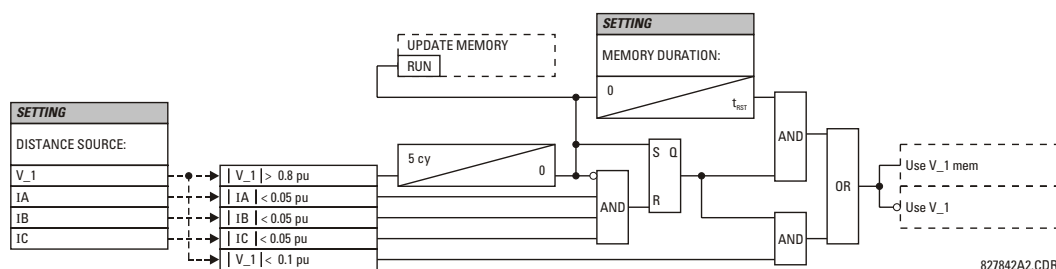 SETTING
UPDATE MEMORY
RUN
MEMORY DURATION:
0
tRST
SETTING
DISTANCE SOURCE:
V_1
IA
IB
IC
| V_1 | > 0.8 pu
| IA | < 0.05 pu
| IB | < 0.05 pu
| IC | < 0.05 pu
| V_1 | < 0.1 pu
5 cy
0
AND
S Q
R
AND
AND
OR
Use V_1 mem
Use V_1
827842A2.CDR